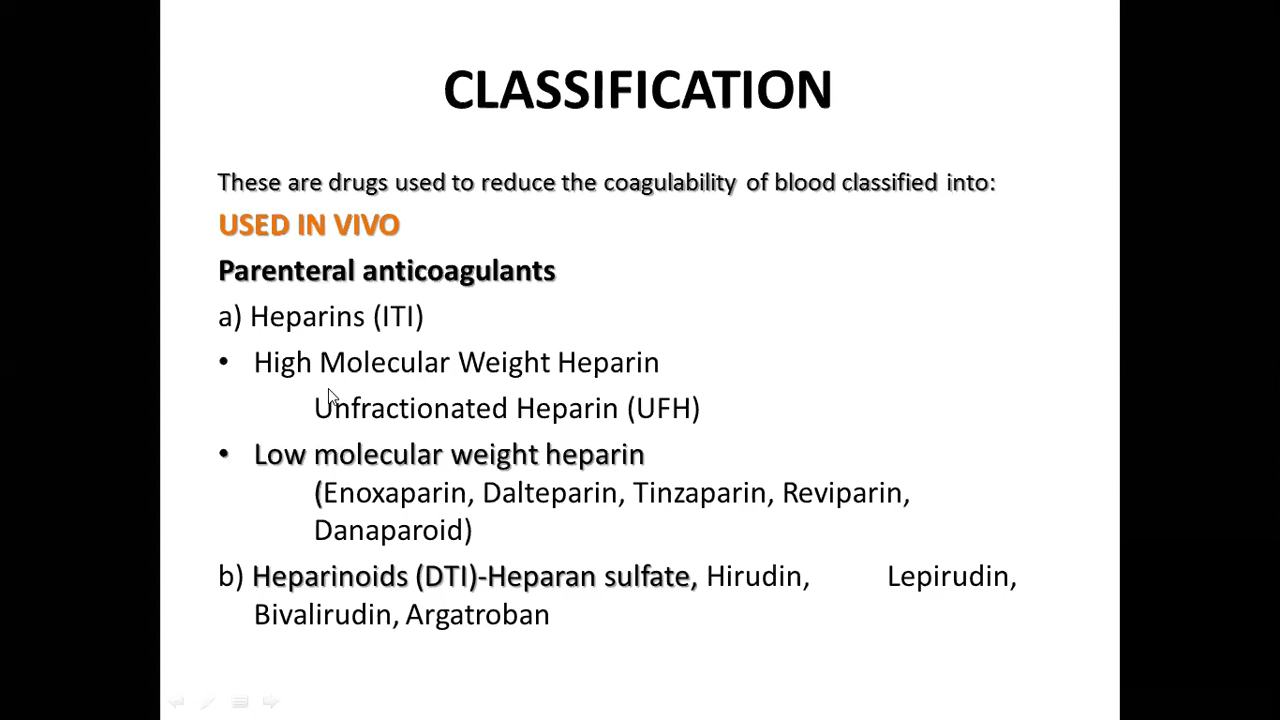 CLASSIFICATION
These are drugs used to reduce the coagulability of blood classified into:
USED IN VIVO
Parenteral anticoagulants
a) Heparins (ITI)
• High Molecular Weight Heparin
Unfractionated Heparin (UFH)
• Low molecular weight heparin
(Enoxaparin, Dalteparin, Tinzaparin, Reviparin,
Danaparoid)
b) Heparinoids (DTI)-Heparan sulfate, Hirudin, Lepirudin,
Bivalirudin, Argatroban